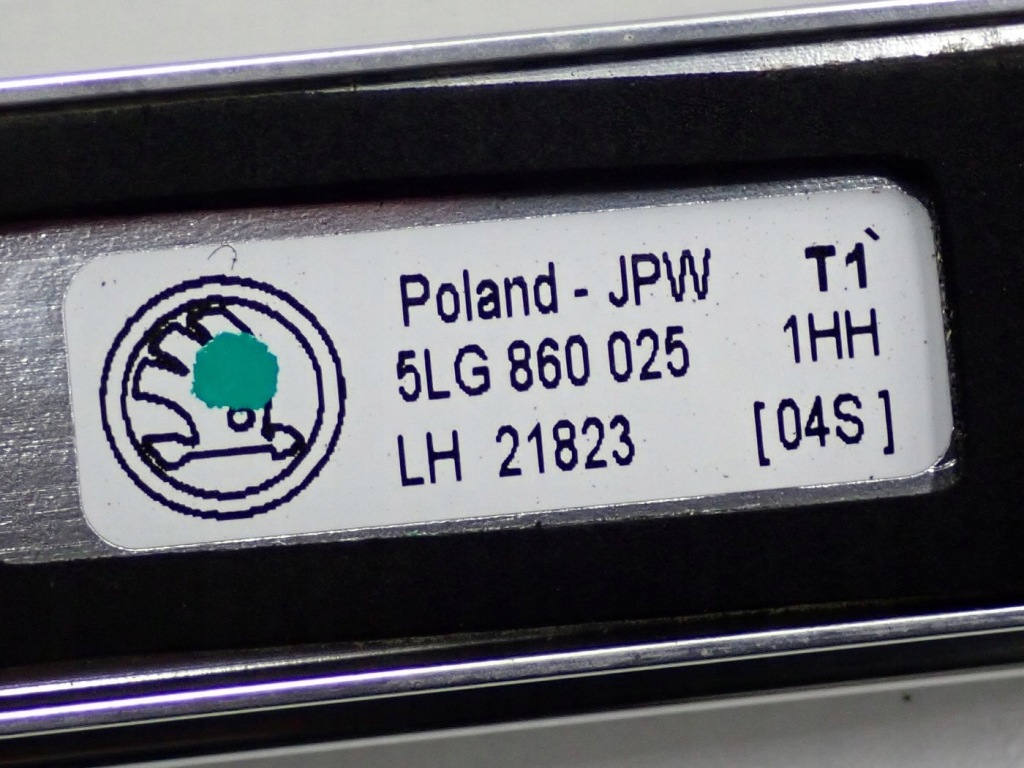 Poland - JPW T1`
5LG 860 025 1HH
LH 21823 [04S ]